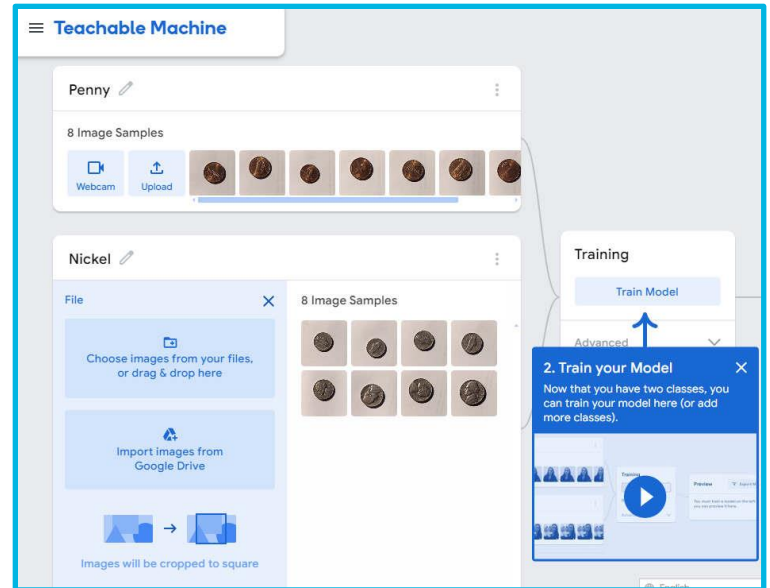 Teachable Machine
Penny
8 Image Samples
Webcam
Upload
Nickel
File
Choose images from your files,
or drag & drop here
Import images from
Google Drive
Images will be cropped to square
8 Image Samples
Training
Train Model
Advanced
2. Train your Model
Now that you have two classes, you
can train your model here (or add
more classes).
Training
Preview
English